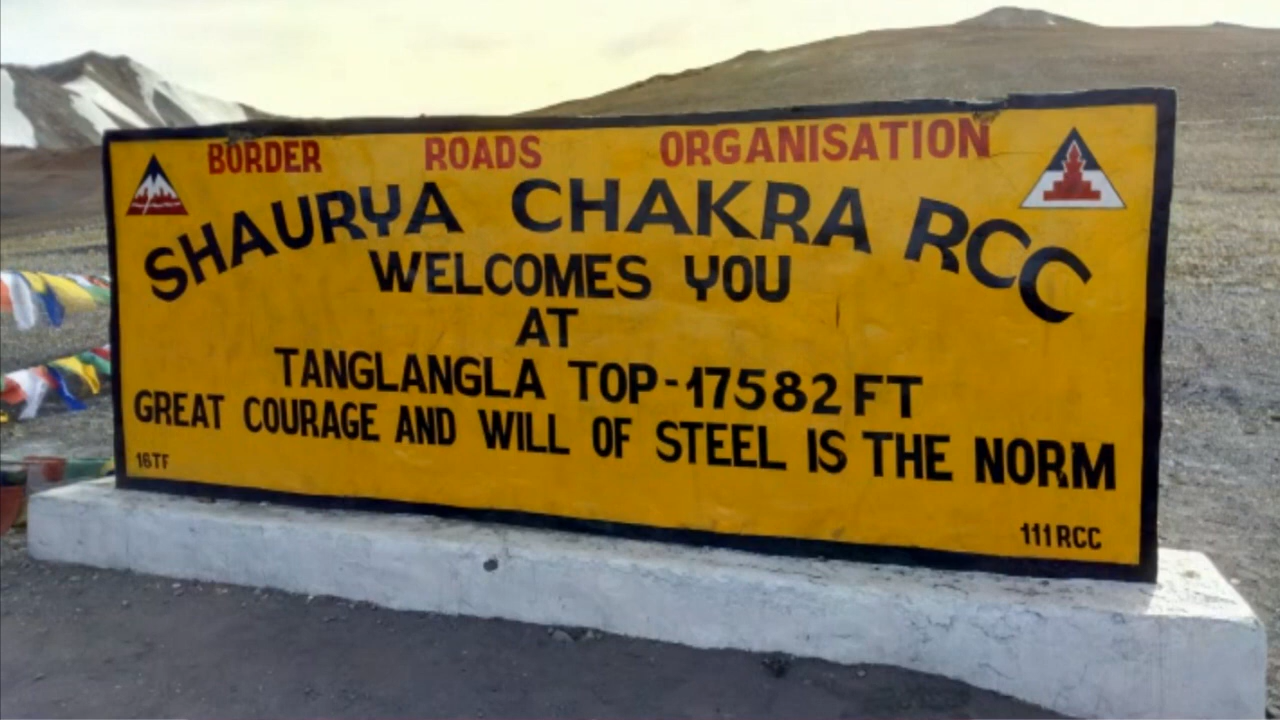 BORDER ROADS ORGANISATION
SHAURYA CHAKRA RCC
WELCOMES YOU
AT
TANGLANGLA TOP-17582 FT
GREAT COURAGE AND WILL OF STEEL IS THE NORM
16TF
111 RCC